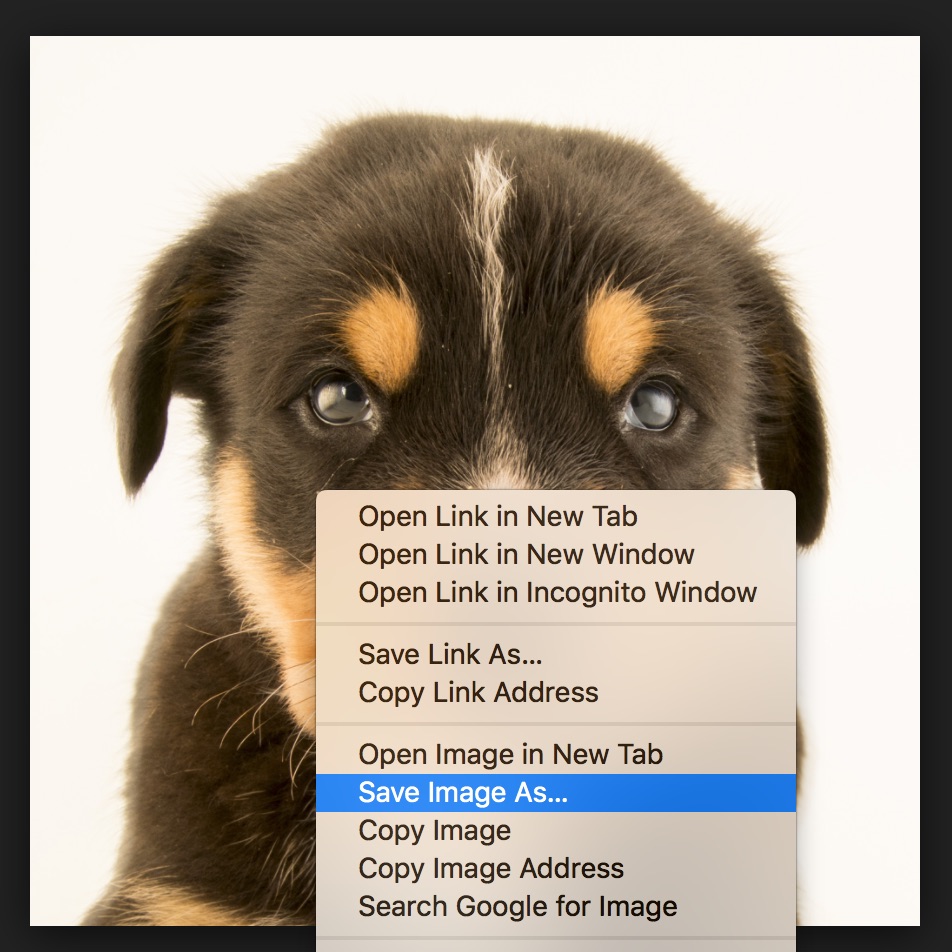 Open Link in New Tab
Open Link in New Window
Open Link in Incognito Window
Save Link As...
Copy Link Address
Open Image in New Tab
Save Image As...
Copy Image
Copy Image Address
Search Google for Image